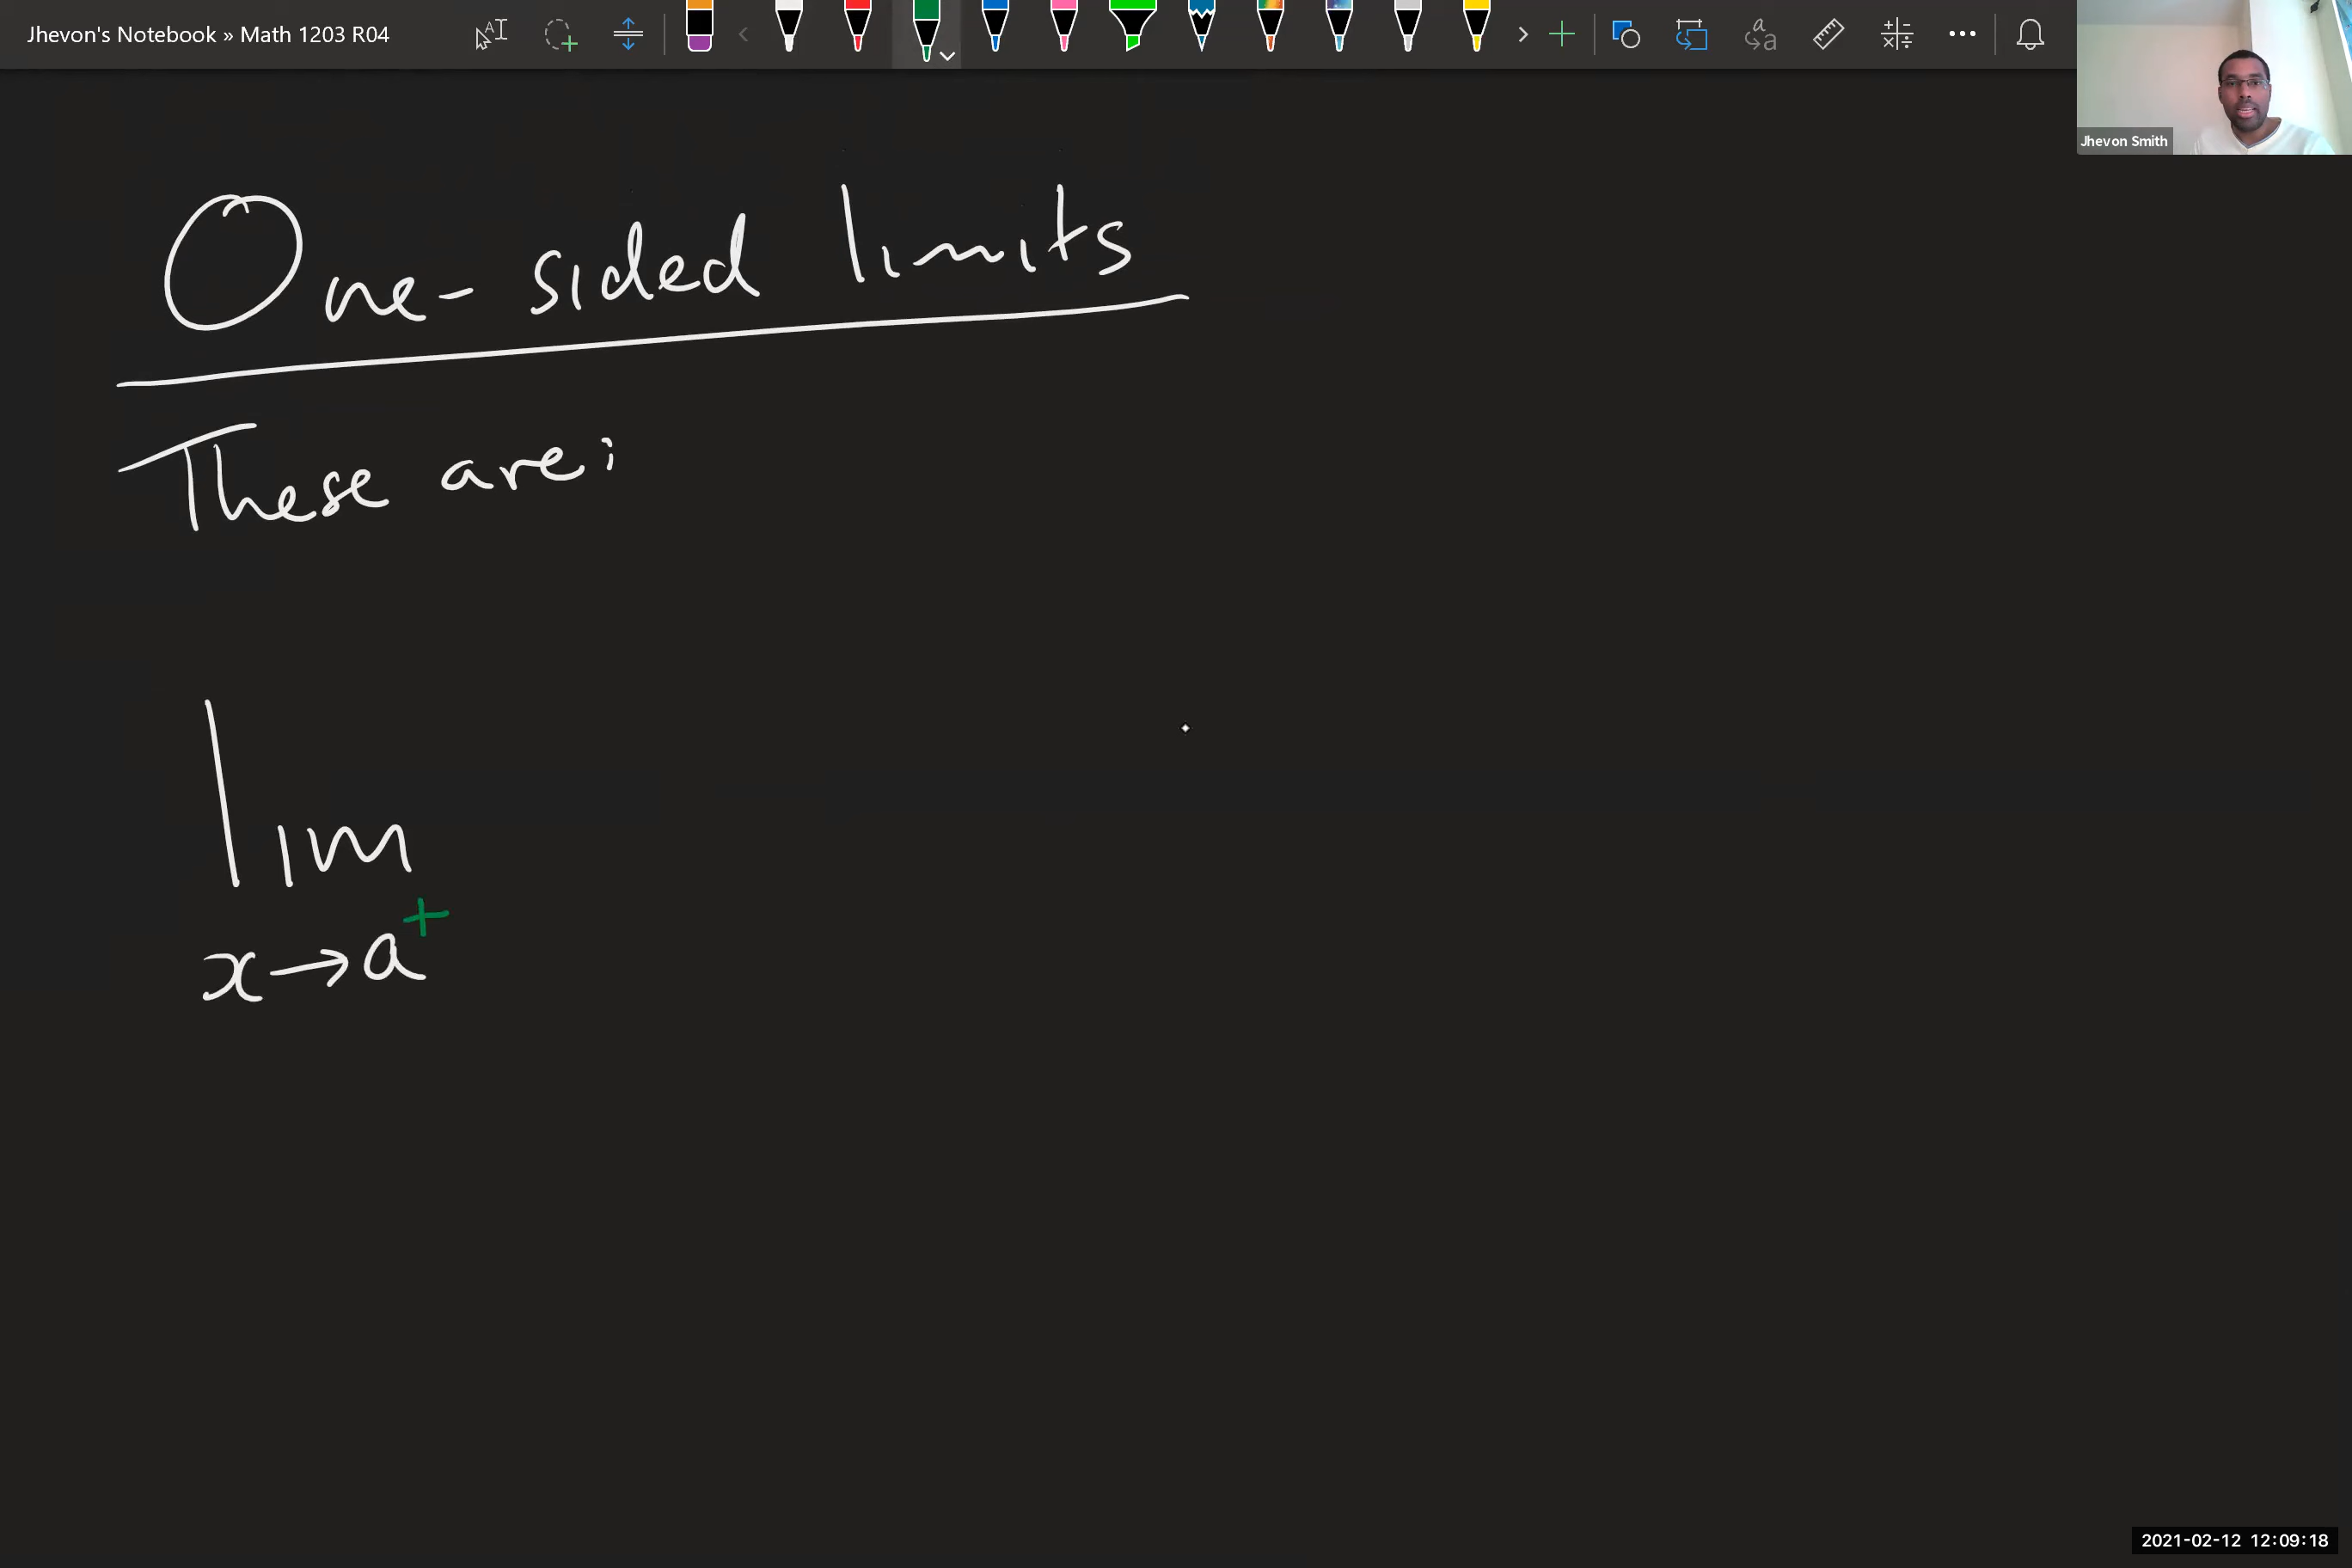 Jhevon's Notebook » Math 1203 R04
Jhevon Smith
One-sided limits
These are:
lim
x→a⁺
2021-02-12 12:09:18